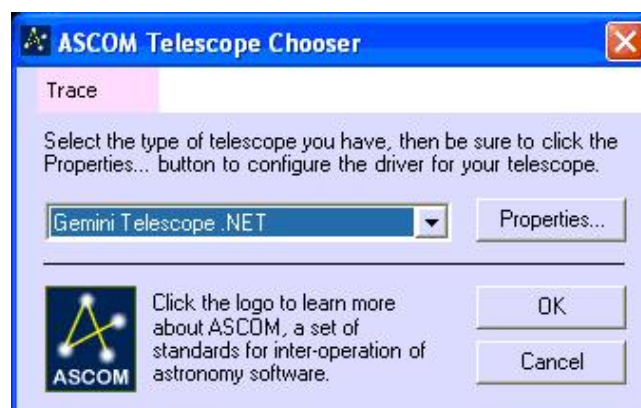 ASCOM Telescope Chooser
Trace
Select the type of telescope you have, then be sure to click the
Properties... button to configure the driver for your telescope.
Gemini Telescope .NET
Properties...
Click the logo to learn more
about ASCOM, a set of
standards for inter-operation of
astronomy software.
ASCOM
OK
Cancel